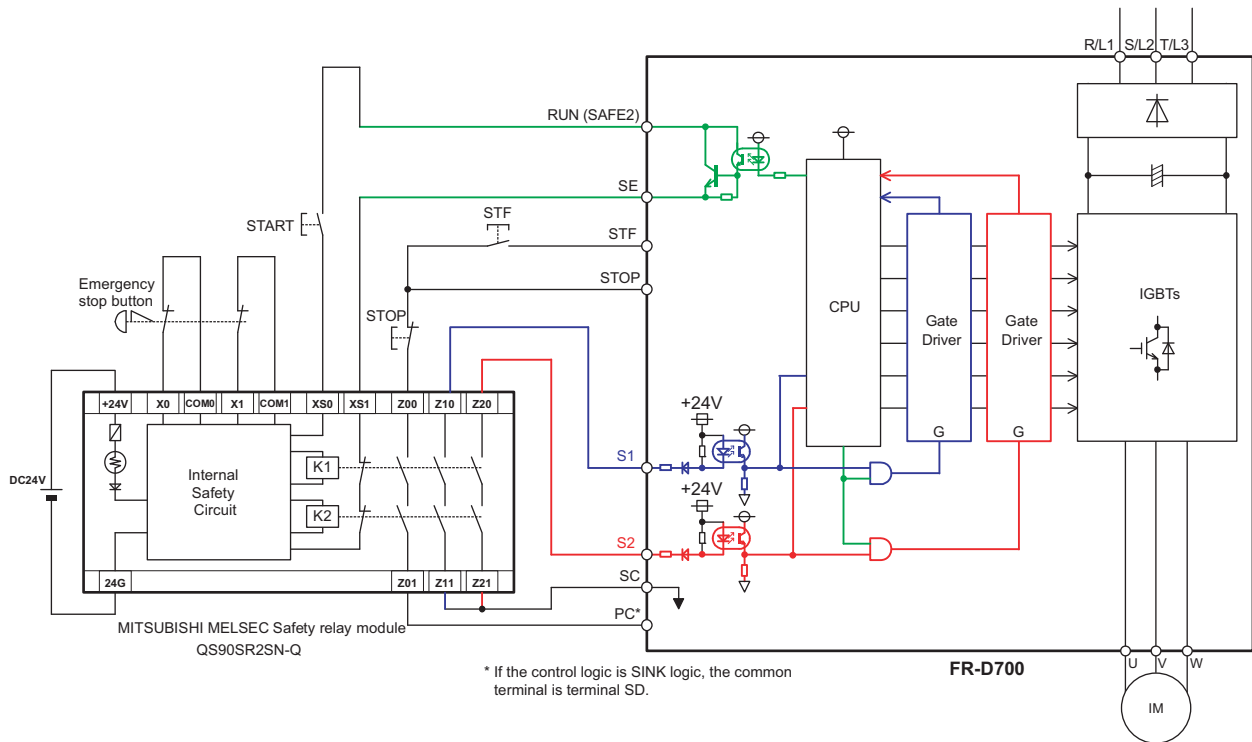 R/L1 S/L2 T/L3
RUN (SAFE2)
SE
START
STF
STF
STOP
Emergency
stop button
STOP
CPU
Gate
Driver
Gate
Driver
IGBTs
+24V
X0
COM0
X1
COM1
XS0
XS1
Z00
Z10
Z20
+24V
G
G
S1
DC24V
Internal
Safety
Circuit
K1
K2
+24V
S2
SC
24G
Z01
Z11
Z21
PC*
MITSUBISHI MELSEC Safety relay module
QS90SR2SN-Q
* If the control logic is SINK logic, the common
terminal is terminal SD.
FR-D700
U
V
W
IM